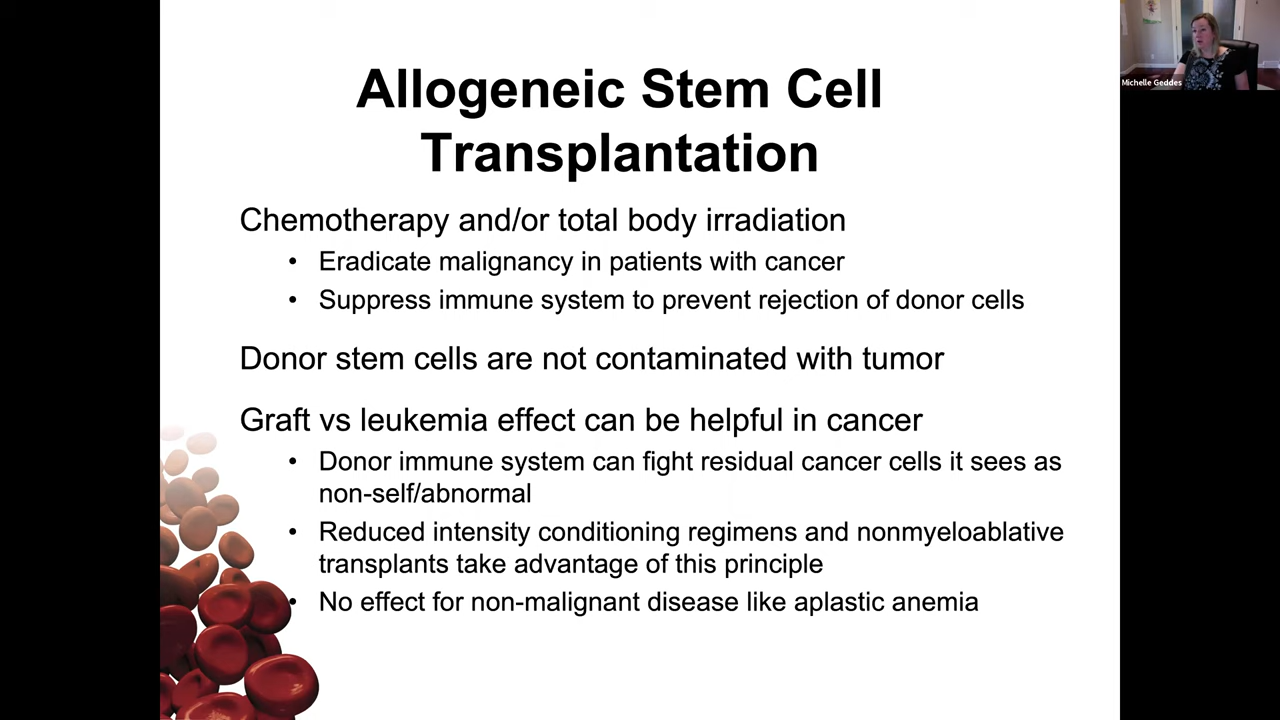 Allogeneic Stem Cell
Transplantation
Chemotherapy and/or total body irradiation
• Eradicate malignancy in patients with cancer
• Suppress immune system to prevent rejection of donor cells
Donor stem cells are not contaminated with tumor
Graft vs leukemia effect can be helpful in cancer
• Donor immune system can fight residual cancer cells it sees as
non-self/abnormal
• Reduced intensity conditioning regimens and nonmyeloablative
transplants take advantage of this principle
• No effect for non-malignant disease like aplastic anemia
Michelle Geddes